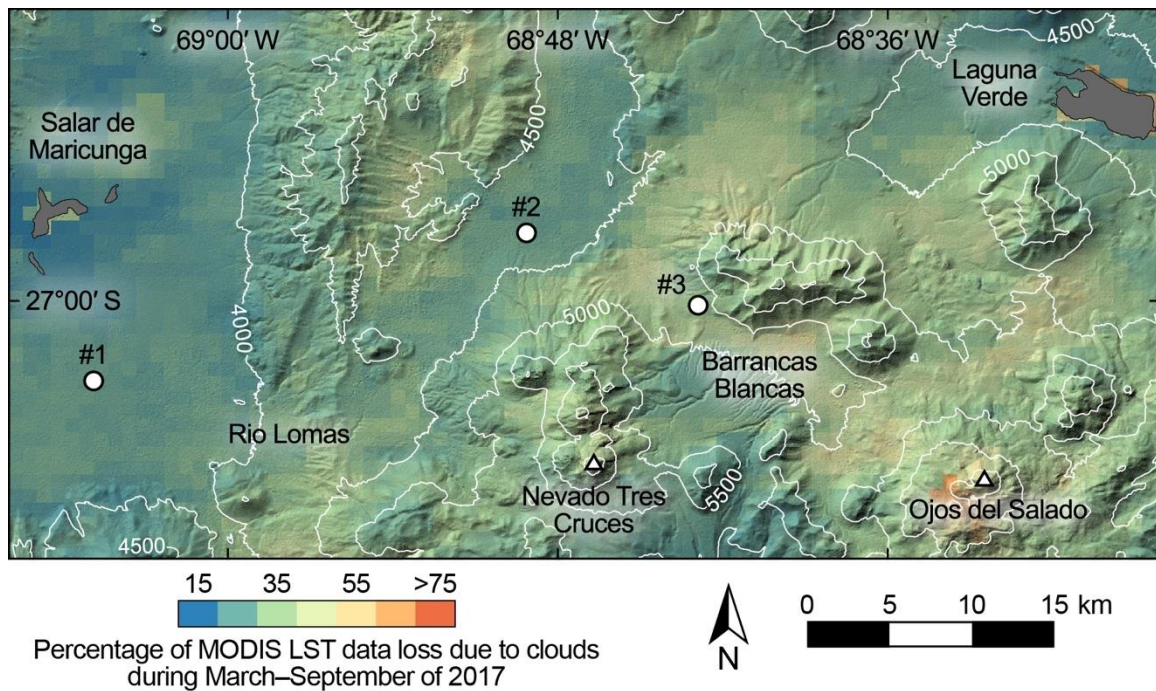 69°00′ W
68°48′ W
68°36′ W
4500
Laguna
Verde
Salar de
Maricunga
4500
5000
#2
27°00′ S
#3
4000
5000
#1
Barrancas
Blancas
Rio Lomas
Nevado Tres
Cruces
5500
Ojos del Salado
4500
15 35 55 >75
Percentage of MODIS LST data loss due to clouds
during March–September of 2017
N
0 5 10 15 km